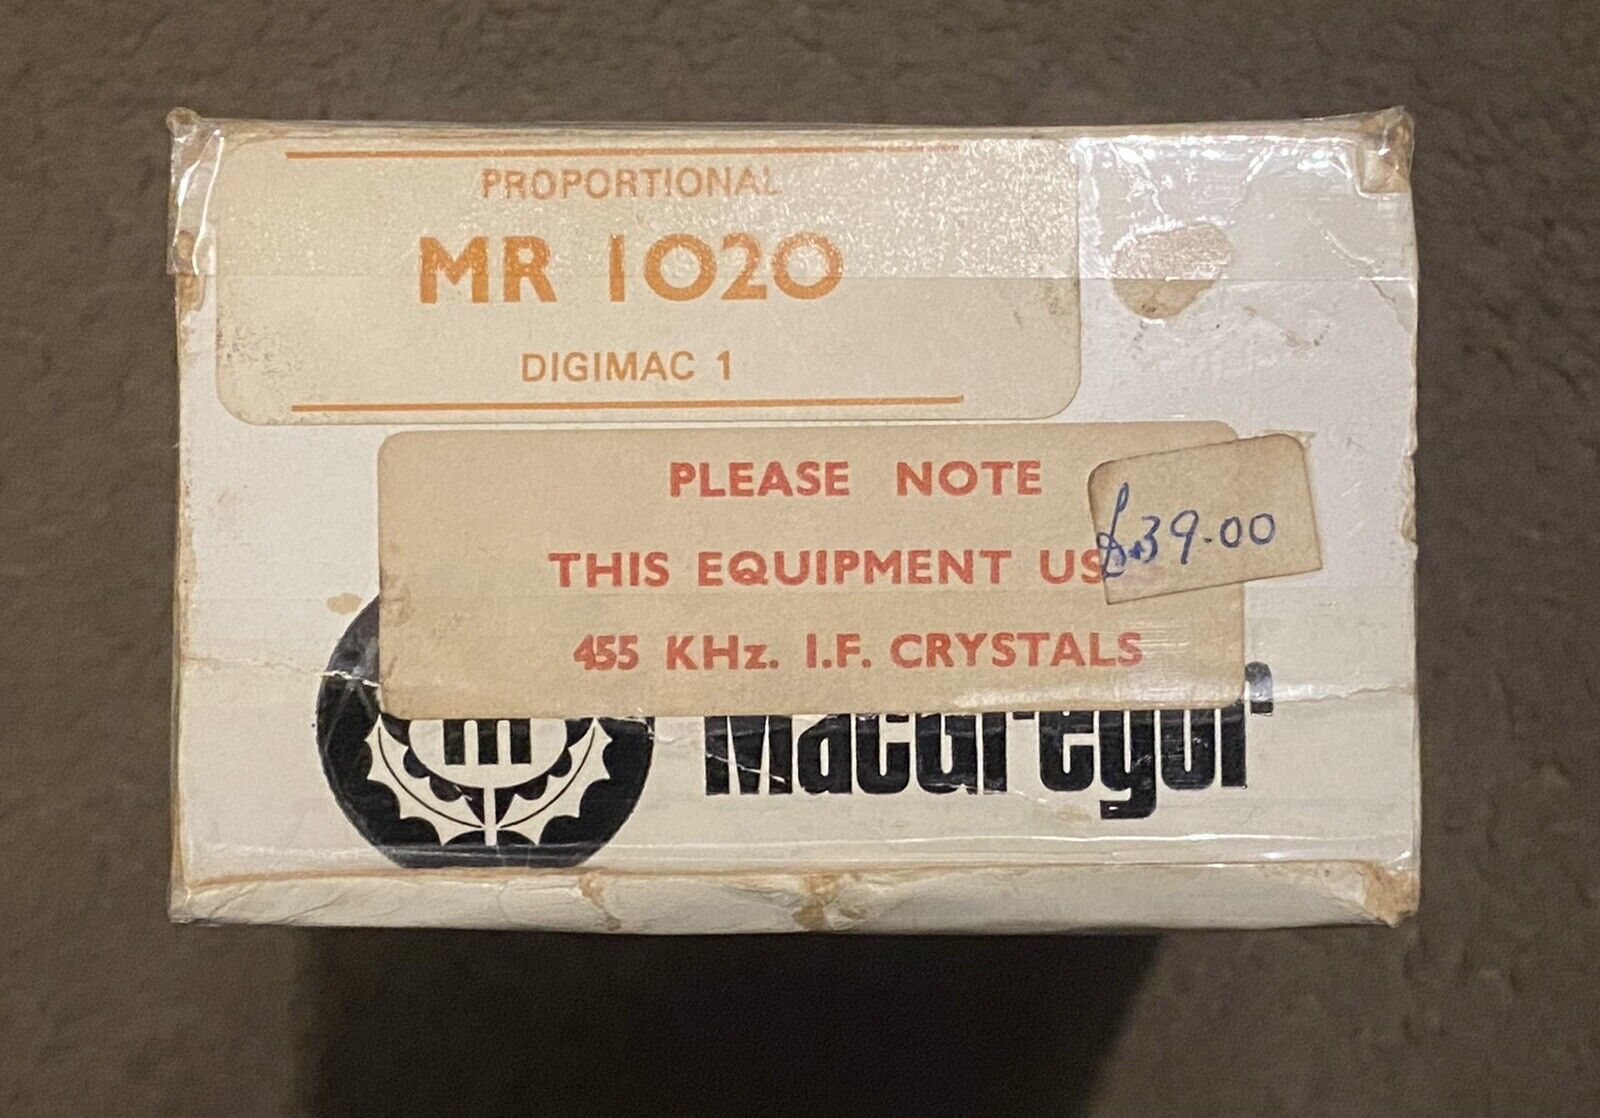 PROPORTIONAL
MR 1020
DIGIMAC 1
PLEASE NOTE
THIS EQUIPMENT US
£39.00
455 KHz. I.F. CRYSTALS
m
MacGregor